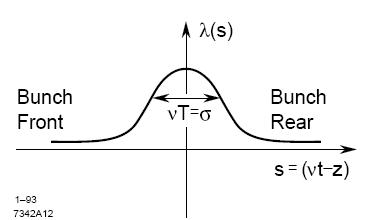 λ(s)
Bunch
Front
νT=σ
Bunch
Rear
s = (νt–z)
1–93
7342A12